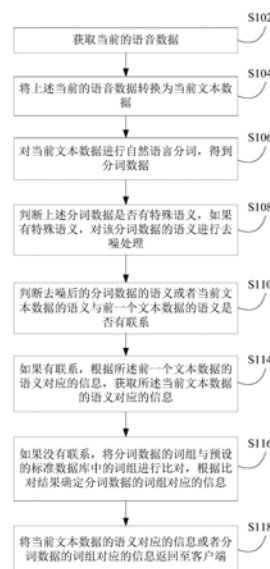 S102
获取当前的语音数据
S104
将上述当前的语音数据转换为当前文本数
据
S106
对当前文本数据进行自然语言分词，得到
分词数据
S108
判断上述分词数据是否有特殊语义，如果
有特殊语义，对该分词数据的语义进行去
噪处理
S110
判断去噪后的分词数据的语义或者当前文
本数据的语义与前一个文本数据的语义是
否有联系
S114
如果有联系，根据所述前一个文本数据的
语义对应的信息，获取所述当前文本数据
的语义对应的信息
S116
如果没有联系，将分词数据的词组与预设
的标准数据库中的词组进行比对，根据比
对结果确定分词数据的词组对应的信息
S118
将当前文本数据的语义对应的信息或者分
词数据的词组对应的信息返回至客户端